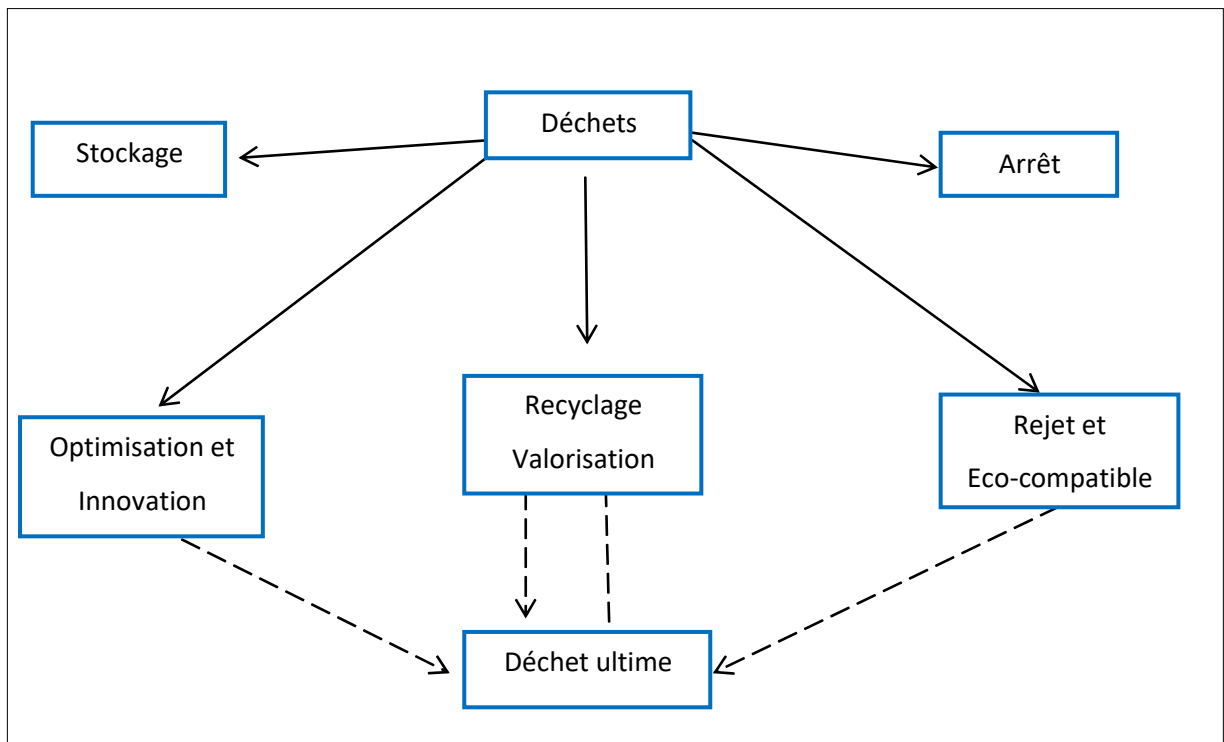 Déchets
Stockage
Arrêt
Recyclage
Valorisation
Optimisation et
Innovation
Rejet et
Eco-compatible
Déchet ultime